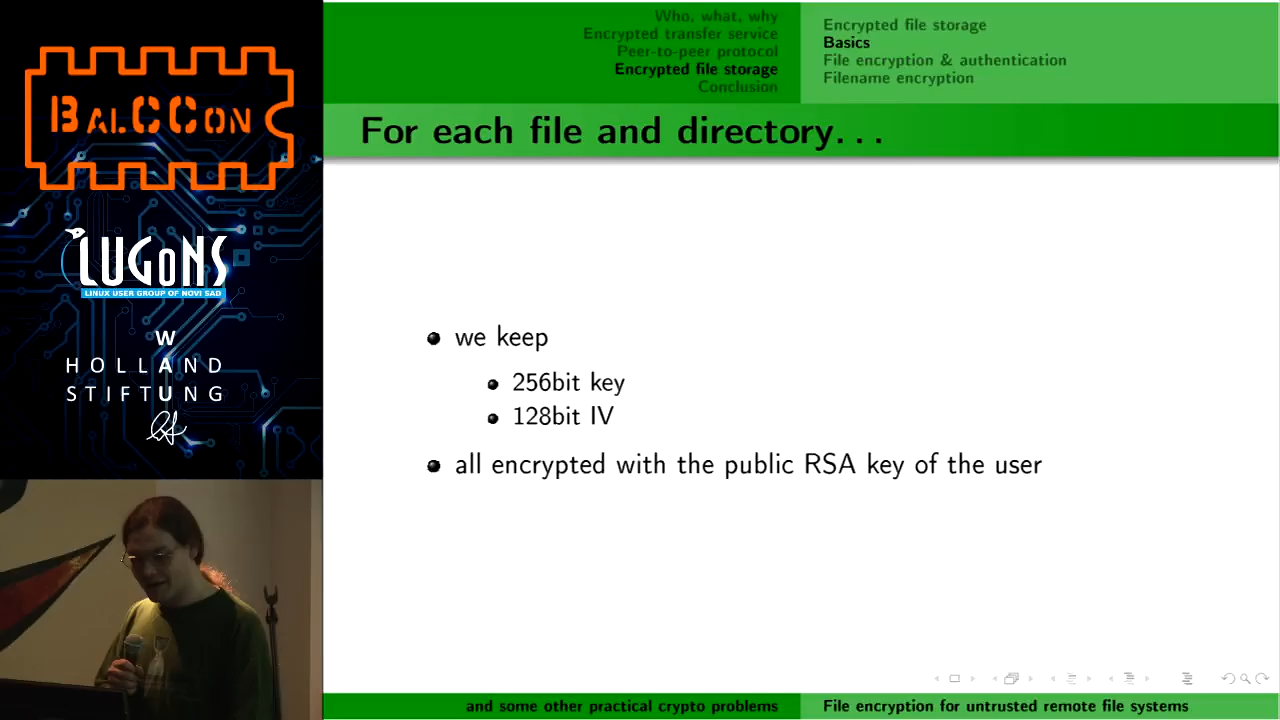 BALCCON
LUGoNS
LINUX USER GROUP OF NOVI SAD
W
HOLLAND
STIFTUNG
Who, what, why
Encrypted transfer service
Peer-to-peer protocol
Encrypted file storage
Conclusion
Encrypted file storage
Basics
File encryption & authentication
Filename encryption
For each file and directory...
we keep
256bit key
128bit IV
all encrypted with the public RSA key of the user
and some other practical crypto problems
File encryption for untrusted remote file systems